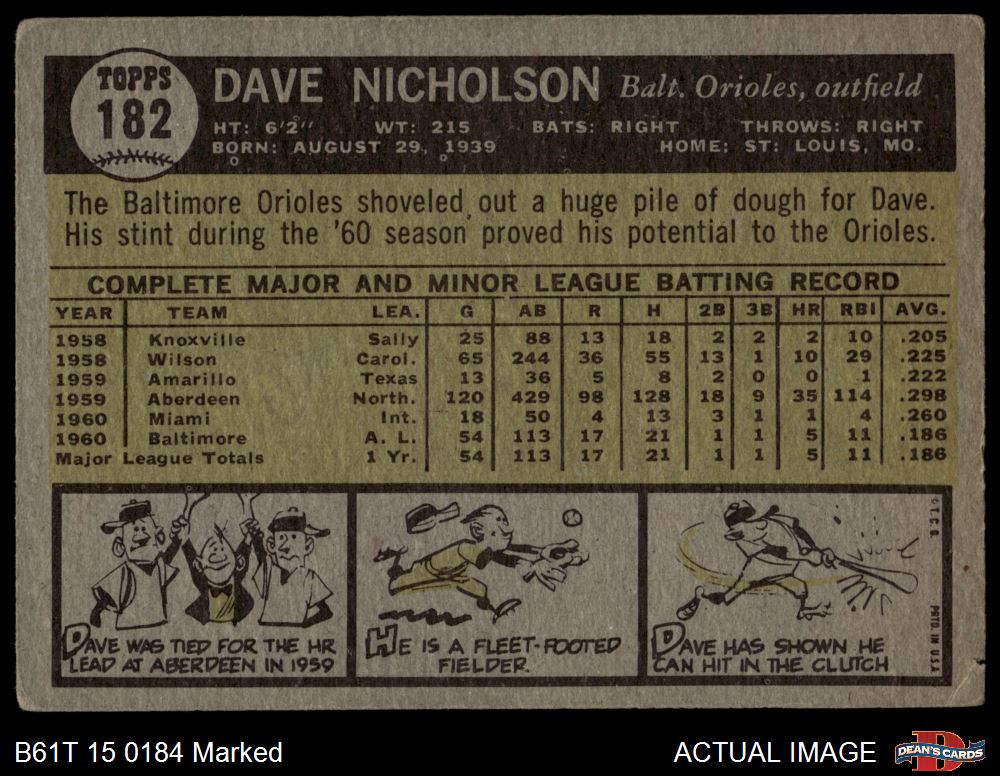 TOPPS
182
DAVE NICHOLSON Balt. Orioles, outfield
HT: 6'2" WT: 215 BATS: RIGHT THROWS: RIGHT
BORN: AUGUST 29, 1939 HOME: ST. LOUIS, MO.
The Baltimore Orioles shoveled out a huge pile of dough for Dave.
His stint during the '60 season proved his potential to the Orioles.
COMPLETE MAJOR AND MINOR LEAGUE BATTING RECORD
YEAR TEAM LEA. G AB R H 2B 3B HR RBI AVG.
1958 Knoxville Sally 25 88 13 18 2 2 2 10 .205
1958 Wilson Carol. 65 244 36 55 13 1 10 29 .225
1959 Amarillo Texas 13 36 5 8 2 0 0 1 .222
1959 Aberdeen North. 120 429 98 128 18 9 35 114 .298
1960 Miami Int. 18 50 4 13 3 1 1 4 .260
1960 Baltimore A. L. 54 113 17 21 1 1 5 11 .186
Major League Totals 1 Yr. 54 113 17 21 1 1 5 11 .186
DAVE WAS TIED FOR THE HR
LEAD AT ABERDEEN IN 1959
HE IS A FLEET-FOOTED
FIELDER.
DAVE HAS SHOWN HE
CAN HIT IN THE CLUTCH
©T.C.G.
PRTD. IN U.S.A.
B61T 15 0184 Marked
ACTUAL IMAGE
DEAN'S CARDS